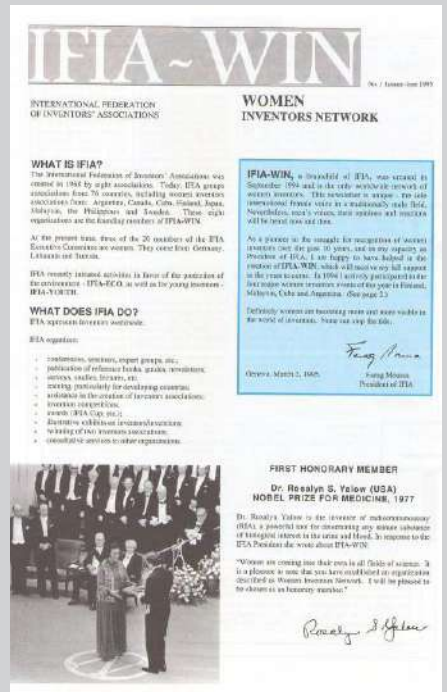 IFIA ~ WIN
No 1 January-June 1995
INTERNATIONAL FEDERATION
OF INVENTORS' ASSOCIATIONS
WOMEN
INVENTORS NETWORK
WHAT IS IFIA?
The International Federation of Inventors' Associations was
created in 1968 by eight associations. Today, IFIA groups
associations from 76 countries, including women inventors
associations from: Argentina, Canada, Cuba, Finland, Japan,
Malaysia, the Philippines and Sweden. These eight
organizations are the founding members of IFIA-WIN.
At the present time, three of the 20 members of the IFIA
Executive Committee are women. They come from Germany,
Lebanon and Tunisia.
IFIA recently initiated activities in favor of the protection of
the environment - IFIA-ECO, as well as for young inventors -
IFIA-YOUTH.
WHAT DOES IFIA DO?
IFIA represents inventors worldwide.
IFIA organizes:
- conferences, seminars, expert groups, etc.;
- publication of reference books, guides, newsletters;
- surveys, studies, lectures, etc.
- training, particularly for developing countries;
- assistance in the creation of inventors associations;
- invention competitions;
- awards (IFIA Cup, etc.);
- illustrative exhibits on inventors/inventions;
- twinning of two inventors associations;
- consultative services to other organizations.
IFIA-WIN, a brainchild of IFIA, was created in
September 1994 and is the only worldwide network of
women inventors. This newsletter is unique - the sole
international female voice in a traditionally male field.
Nevertheless, men's voices, their opinions and reactions
will be heard now and then.
As a pioneer in the struggle for recognition of women
inventors over the past 10 years, and in my capacity as
President of IFIA, I am happy to have helped in the
creation of IFIA-WIN, which will receive my full support
in the years to come. In 1994 I actively participated in the
four major women inventors events of the year in Finland,
Malaysia, Cuba and Argentina. (See page 2.)
Definitely women are becoming more and more visible in
the world of invention. None can stop the tide.
Farag Moussa
Geneva, March 5, 1995
Farag Moussa
President of IFIA
FIRST HONORARY MEMBER
Dr. Rosalyn S. Yalow (USA)
NOBEL PRIZE FOR MEDICINE, 1977
Dr. Rosalyn Yalow is the inventor of radioimmunoassay
(RIA), a powerful tool for determining any minute substance
of biological interest in the urine and blood. In response to the
IFIA President she wrote about IFIA-WIN:
"Women are coming into their own in all fields of science. It
is a pleasure to note that you have established an organization
described as Women Inventors Network. I will be pleased to
be chosen as an honorary member."
Rosalyn S Yalow